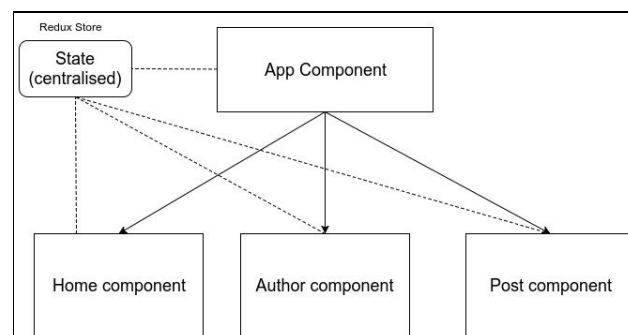 Redux Store
State
(centralised)
App Component
Home component
Author component
Post component